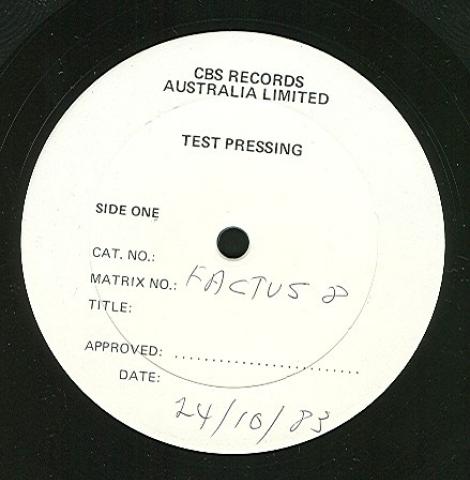 CBS RECORDS
AUSTRALIA LIMITED
TEST PRESSING
SIDE ONE
CAT. NO.:
MATRIX NO.: FACTUS 8
TITLE:
APPROVED: ..............................
DATE:
24/10/83